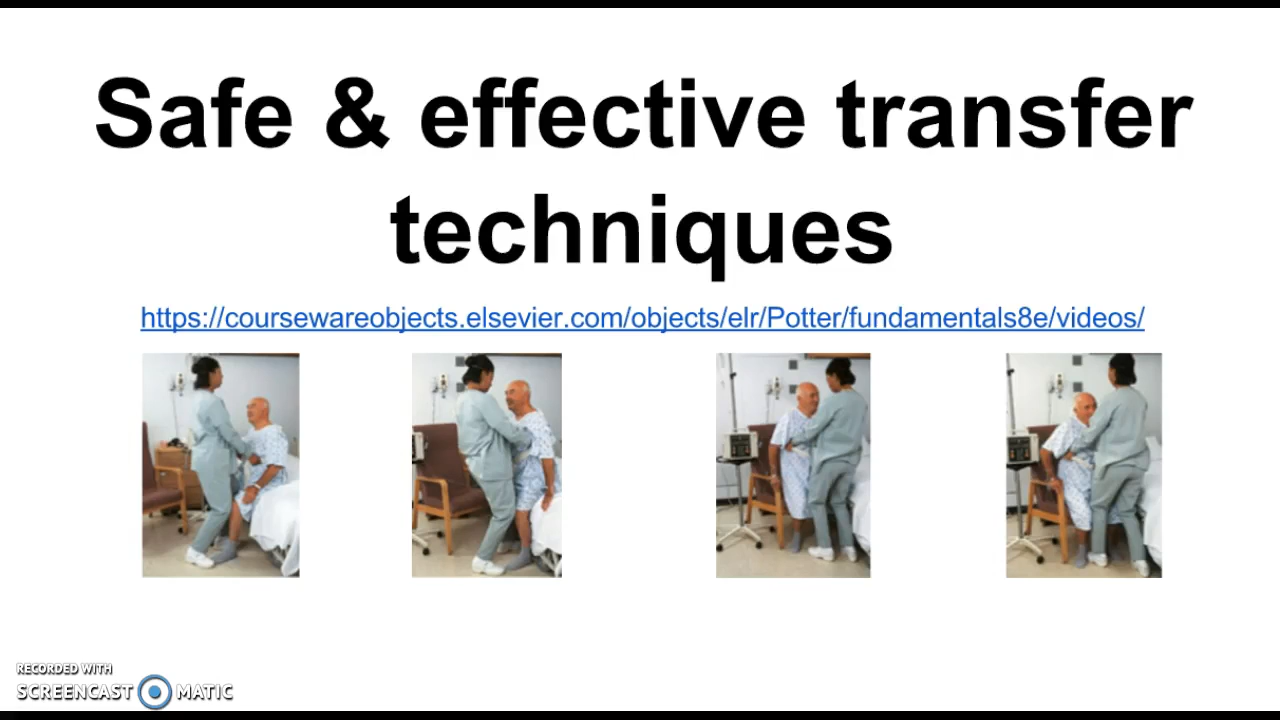 Safe & effective transfer
techniques
https://coursewareobjects.elsevier.com/objects/elr/Potter/fundamentals8e/videos/
RECORDED WITH
SCREENCAST MATIC